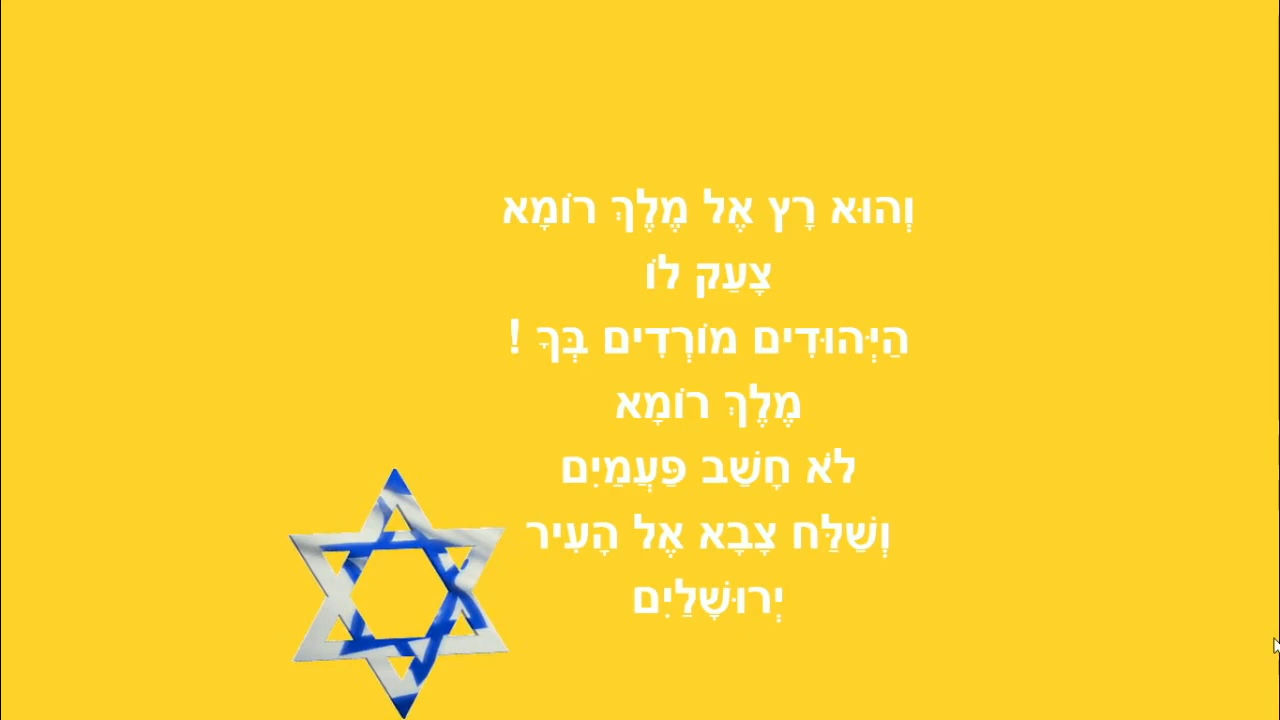 וְהוּא רָץ אֶל מֶלֶךְ רוֹמָא
צָעַק לוֹ
הַיְּהוּדִים מוֹרְדִים בְּךָ !
מֶלֶךְ רוֹמָא
לֹא חָשַׁב פַּעֲמַיִם
וְשַׁלַּח צָבָא אֶל הָעִיר
יְרוּשָּׁלַיִם